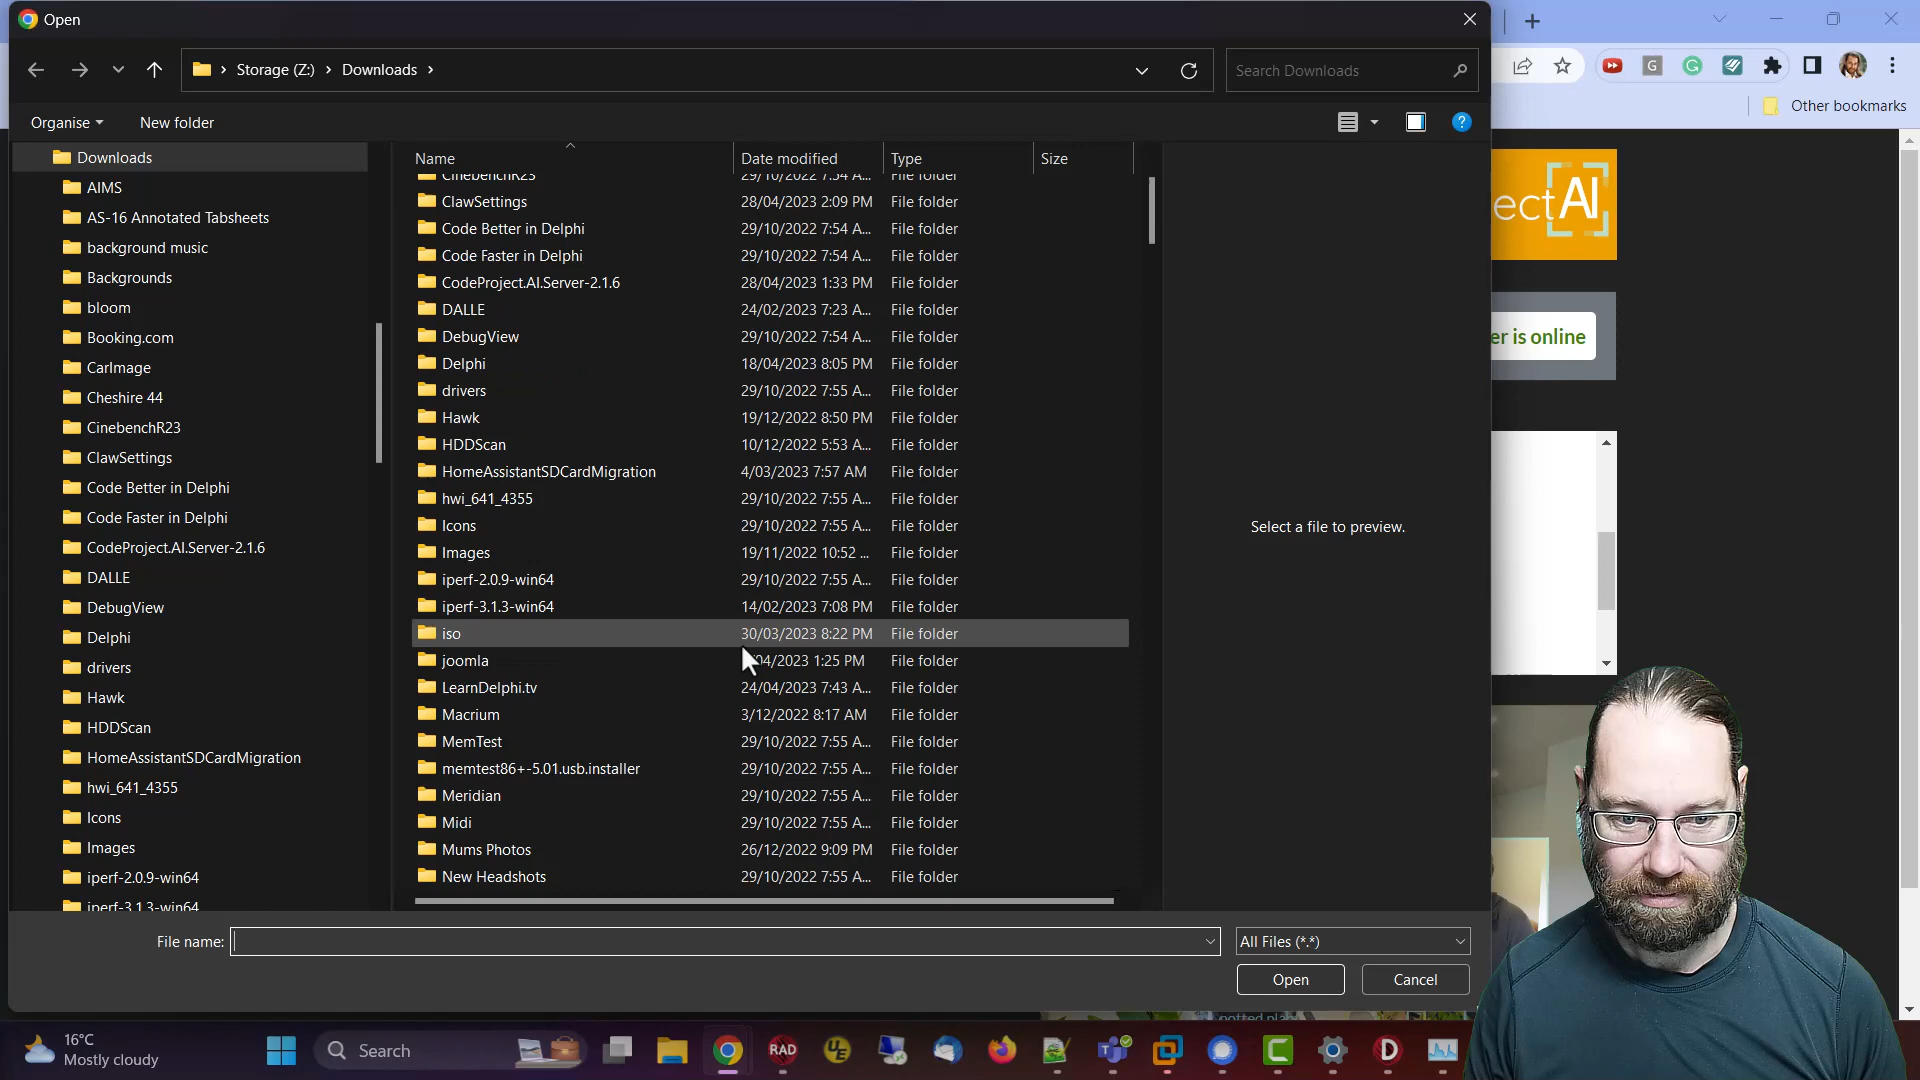 Open
Storage (Z:) > Downloads >
Search Downloads
Other bookmarks
Organise
New folder
Downloads
AIMS
AS-16 Annotated Tabsheets
background music
Backgrounds
bloom
Booking.com
CarImage
Cheshire 44
CinebenchR23
ClawSettings
Code Better in Delphi
Code Faster in Delphi
CodeProject.AI.Server-2.1.6
DALLE
DebugView
Delphi
drivers
Hawk
HDDScan
HomeAssistantSDCardMigration
hwi_641_4355
Icons
Images
iperf-2.0.9-win64
iperf-3.1.3-win64
Name Date modified Type Size
CinebenchR23 29/10/2022 7:54 A... File folder
ClawSettings 28/04/2023 2:09 PM File folder
Code Better in Delphi 29/10/2022 7:54 A... File folder
Code Faster in Delphi 29/10/2022 7:54 A... File folder
CodeProject.AI.Server-2.1.6 28/04/2023 1:33 PM File folder
DALLE 24/02/2023 7:23 A... File folder
DebugView 29/10/2022 7:54 A... File folder
Delphi 18/04/2023 8:05 PM File folder
drivers 29/10/2022 7:55 A... File folder
Hawk 19/12/2022 8:50 PM File folder
HDDScan 10/12/2022 5:53 A... File folder
HomeAssistantSDCardMigration 4/03/2023 7:57 AM File folder
hwi_641_4355 29/10/2022 7:55 A... File folder
Icons 29/10/2022 7:55 A... File folder
Images 19/11/2022 10:52 ... File folder
iperf-2.0.9-win64 29/10/2022 7:55 A... File folder
iperf-3.1.3-win64 14/02/2023 7:08 PM File folder
iso 30/03/2023 8:22 PM File folder
joomla /04/2023 1:25 PM File folder
LearnDelphi.tv 24/04/2023 7:43 A... File folder
Macrium 3/12/2022 8:17 AM File folder
MemTest 29/10/2022 7:55 A... File folder
memtest86+-5.01.usb.installer 29/10/2022 7:55 A... File folder
Meridian 29/10/2022 7:55 A... File folder
Midi 29/10/2022 7:55 A... File folder
Mums Photos 26/12/2022 9:09 PM File folder
New Headshots 29/10/2022 7:55 A... File folder
Select a file to preview.
ectAI
er is online
File name:
All Files (*.*)
Open
Cancel
16°C
Mostly cloudy
Search
RAD
UE